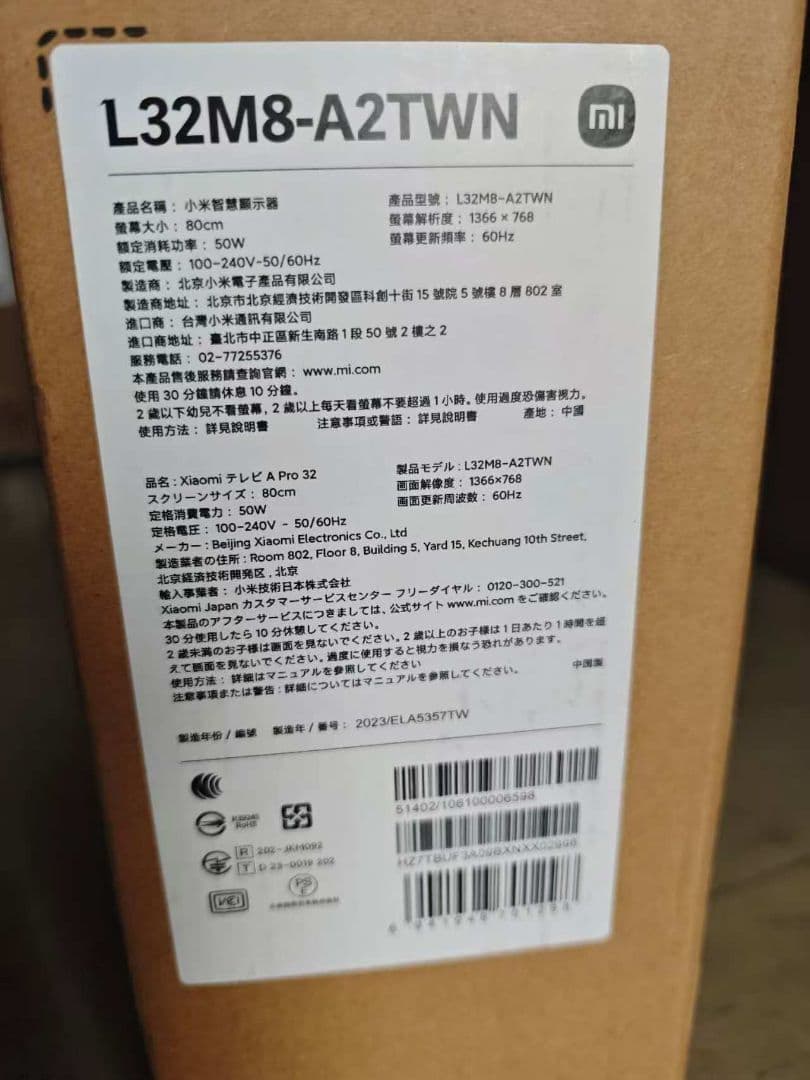 L32M8-A2TWN
mi
產品名稱：小米智慧顯示器
產品型號：L32M8-A2TWN
螢幕大小：80cm
螢幕解析度：1366 × 768
額定消耗功率：50W
螢幕更新頻率：60Hz
額定電壓：100-240V~50/60Hz
製造商：北京小米電子產品有限公司
製造商地址：北京市北京經濟技術開發區科創十街 15 號院 5 號樓 8 層 802 室
進口商：台灣小米通訊有限公司
進口商地址：臺北市中正區新生南路 1 段 50 號 2 樓之 2
服務電話：02-77255376
本產品售後服務請查詢官網：www.mi.com
使用 30 分鐘請休息 10 分鐘。
2 歲以下幼兒不看螢幕，2 歲以上每天看螢幕不要超過 1 小時。使用過度恐傷害視力。
使用方法：詳見說明書
注意事項或警語：詳見說明書
產地：中國
品名：Xiaomi テレビ A Pro 32
製品モデル：L32M8-A2TWN
スクリーンサイズ：80cm
画面解像度：1366×768
定格消費電力：50W
画面更新周波数：60Hz
定格電圧：100-240V ~ 50/60Hz
メーカー：Beijing Xiaomi Electronics Co., Ltd
製造業者の住所：Room 802, Floor 8, Building 5, Yard 15, Kechuang 10th Street,
北京経済技術開発区，北京
輸入事業者：小米技術日本株式会社
Xiaomi Japan カスタマーサービスセンター フリーダイヤル：0120-300-521
本製品のアフターサービスにつきましては、公式サイト www.mi.com をご確認ください。
30 分使用したら 10 分休憩してください。
2 歳未満のお子様は画面を見ないでください。2 歳以上のお子様は 1 日あたり 1 時間を超
えて画面を見ないでください。過度に使用すると視力を損なう恐れがあります。
使用方法：詳細はマニュアルを参照してください
注意事項または警告：詳細についてはマニュアルを参照してください。
中国製
製造年份 / 編號 製造年 / 番号：2023/ELA5357TW
51402/106100006598
RoHS
R 202-JKM092
T D 23-0019 202
VCCI
PS
E